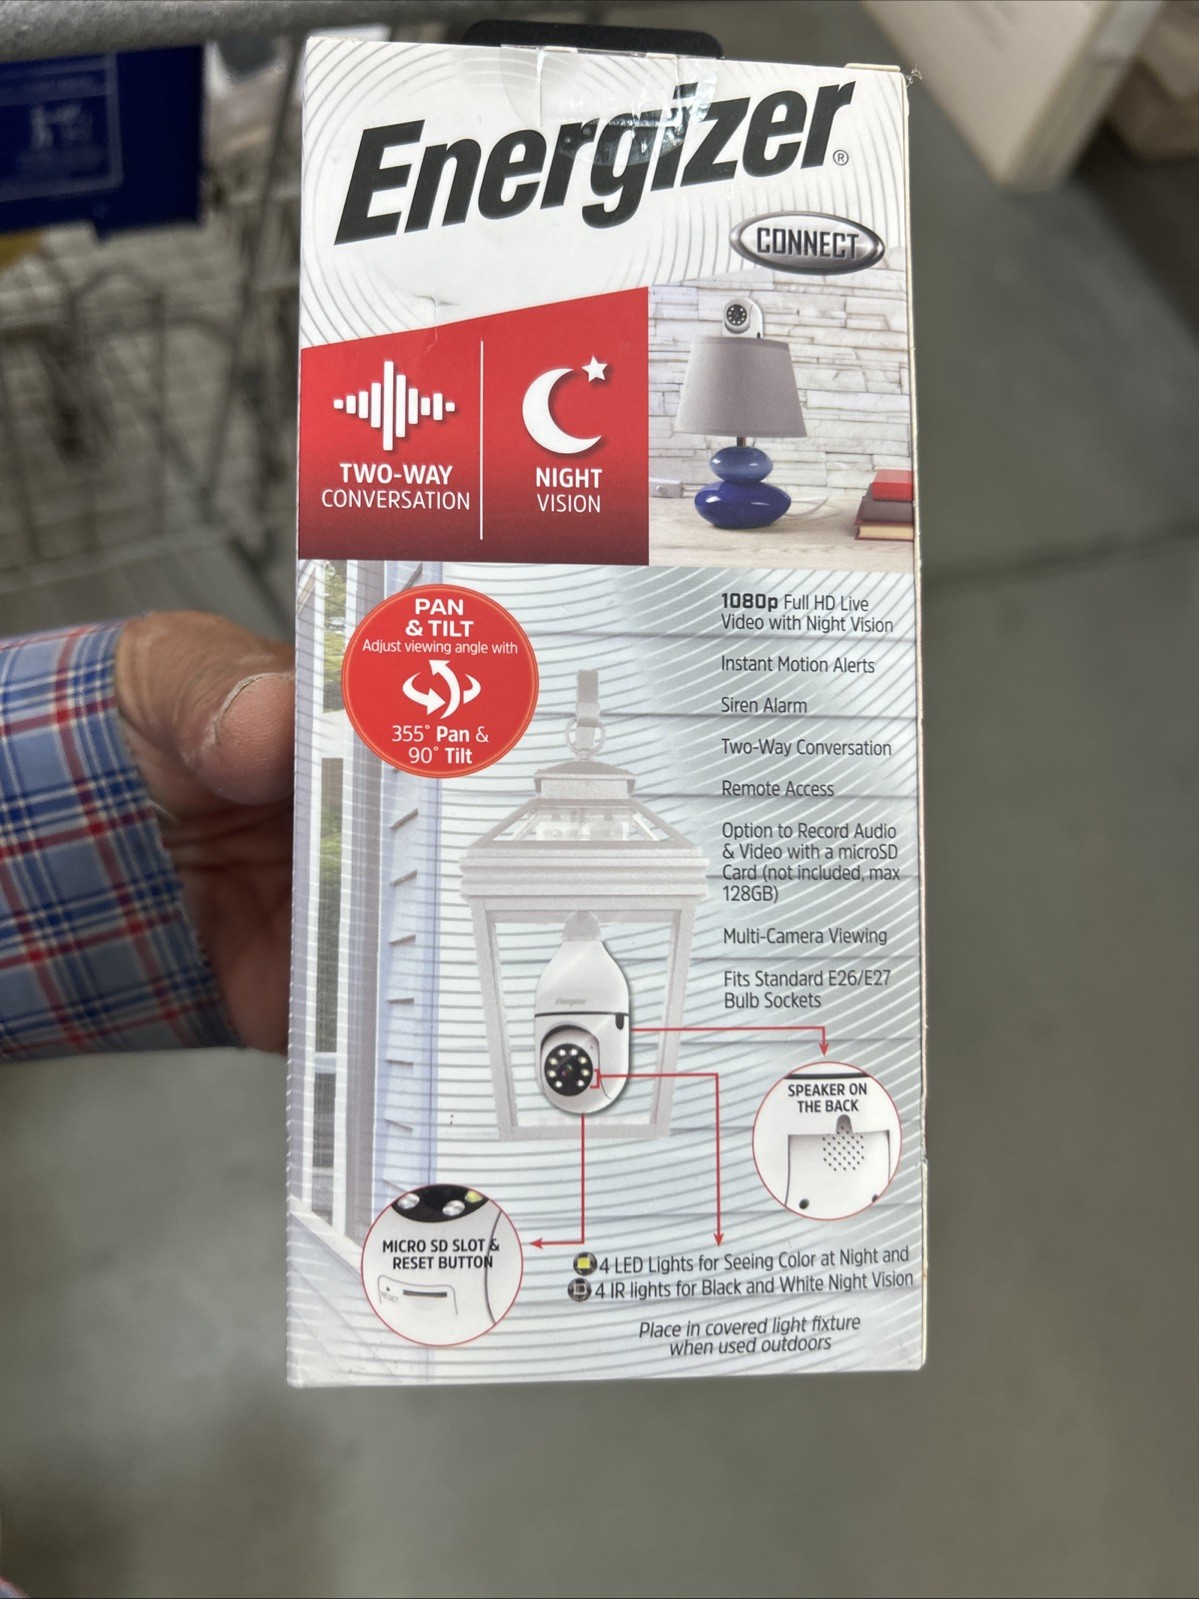 Energizer®
CONNECT
TWO-WAY
CONVERSATION
NIGHT
VISION
PAN
& TILT
Adjust viewing angle with
355° Pan &
90° Tilt
1080p Full HD Live
Video with Night Vision
Instant Motion Alerts
Siren Alarm
Two-Way Conversation
Remote Access
Option to Record Audio
& Video with a microSD
Card (not included, max
128GB)
Multi-Camera Viewing
Fits Standard E26/E27
Bulb Sockets
Energizer
SPEAKER ON
THE BACK
MICRO SD SLOT &
RESET BUTTON
RESET
4 LED Lights for Seeing Color at Night and
4 IR lights for Black and White Night Vision
Place in covered light fixture
when used outdoors